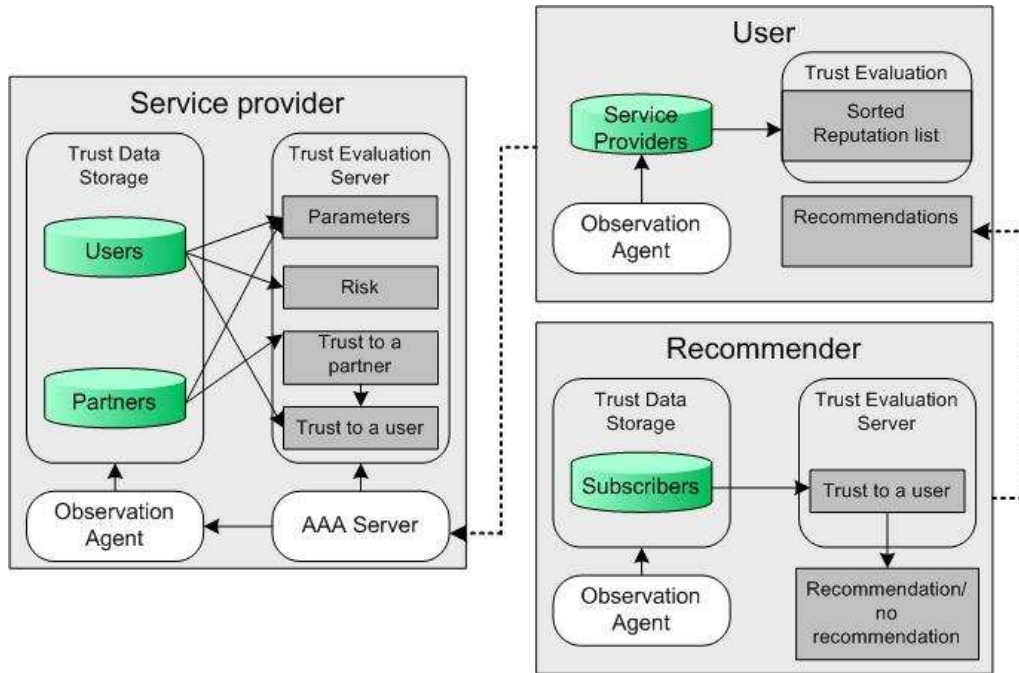 Service provider
Trust Data
Storage
Users
Partners
Trust Evaluation
Server
Parameters
Risk
Trust to a
partner
Trust to a user
Observation
Agent
AAA Server
User
Service
Providers
Trust Evaluation
Sorted
Reputation list
Observation
Agent
Recommendations
Recommender
Trust Data
Storage
Subscribers
Trust Evaluation
Server
Trust to a user
Observation
Agent
Recommendation/
no
recommendation